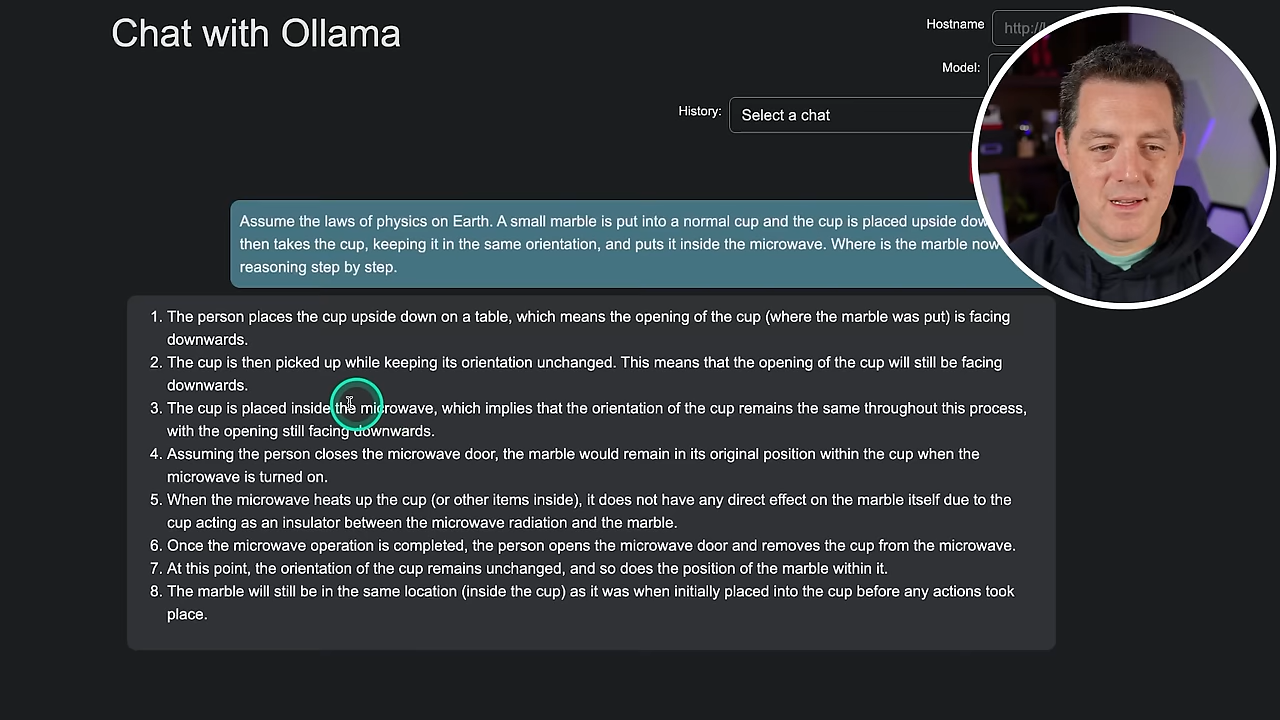 Chat with Ollama
Hostname
http://
Model:
History:
Select a chat
Assume the laws of physics on Earth. A small marble is put into a normal cup and the cup is placed upside
then takes the cup, keeping it in the same orientation, and puts it inside the microwave. Where is the marble now
reasoning step by step.
1. The person places the cup upside down on a table, which means the opening of the cup (where the marble was put) is facing
downwards.
2. The cup is then picked up while keeping its orientation unchanged. This means that the opening of the cup will still be facing
downwards.
3. The cup is placed inside the microwave, which implies that the orientation of the cup remains the same throughout this process,
with the opening still facing downwards.
4. Assuming the person closes the microwave door, the marble would remain in its original position within the cup when the
microwave is turned on.
5. When the microwave heats up the cup (or other items inside), it does not have any direct effect on the marble itself due to the
cup acting as an insulator between the microwave radiation and the marble.
6. Once the microwave operation is completed, the person opens the microwave door and removes the cup from the microwave.
7. At this point, the orientation of the cup remains unchanged, and so does the position of the marble within it.
8. The marble will still be in the same location (inside the cup) as it was when initially placed into the cup before any actions took
place.